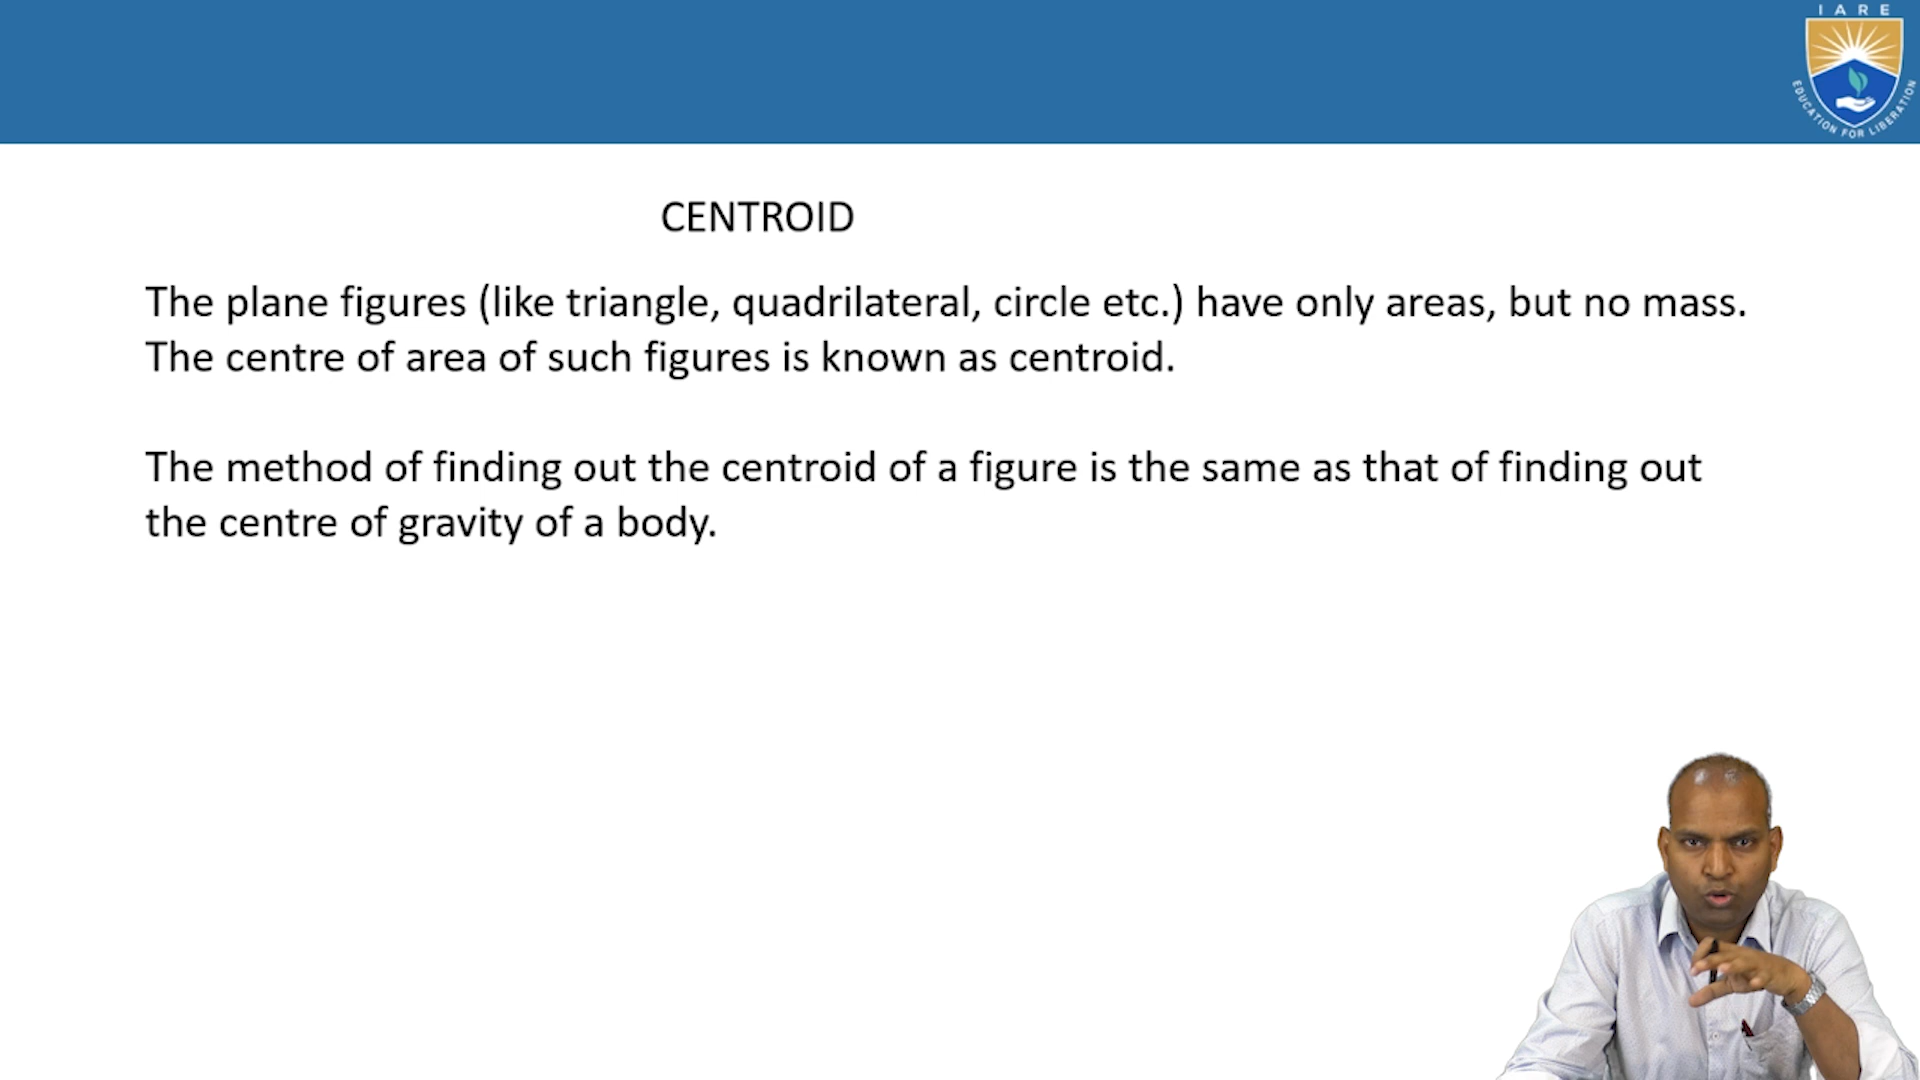 IARE
EDUCATION FOR LIBERATION
CENTROID
The plane figures (like triangle, quadrilateral, circle etc.) have only areas, but no mass.
The centre of area of such figures is known as centroid.
The method of finding out the centroid of a figure is the same as that of finding out
the centre of gravity of a body.